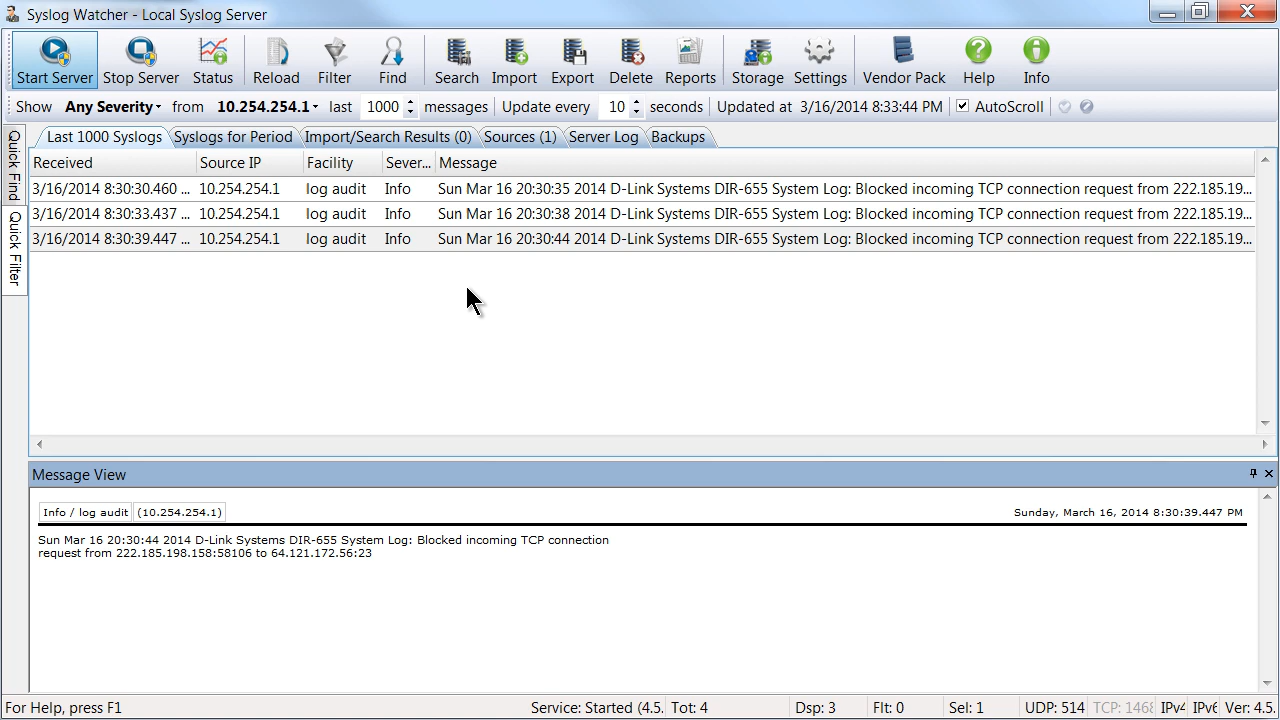 Syslog Watcher - Local Syslog Server
Start Server Stop Server Status Reload Filter Find Search Import Export Delete Reports Storage Settings Vendor Pack Help Info
Show Any Severity from 10.254.254.1 last 1000 messages Update every 10 seconds Updated at 3/16/2014 8:33:44 PM AutoScroll
Last 1000 Syslogs Syslogs for Period Import/Search Results (0) Sources (1) Server Log Backups
Quick Find
Quick Filter
Received Source IP Facility Sever... Message
3/16/2014 8:30:30.460 ... 10.254.254.1 log audit Info Sun Mar 16 20:30:35 2014 D-Link Systems DIR-655 System Log: Blocked incoming TCP connection request from 222.185.19...
3/16/2014 8:30:33.437 ... 10.254.254.1 log audit Info Sun Mar 16 20:30:38 2014 D-Link Systems DIR-655 System Log: Blocked incoming TCP connection request from 222.185.19...
3/16/2014 8:30:39.447 ... 10.254.254.1 log audit Info Sun Mar 16 20:30:44 2014 D-Link Systems DIR-655 System Log: Blocked incoming TCP connection request from 222.185.19...
Message View
Info / log audit (10.254.254.1) Sunday, March 16, 2014 8:30:39.447 PM
Sun Mar 16 20:30:44 2014 D-Link Systems DIR-655 System Log: Blocked incoming TCP connection
request from 222.185.198.158:58106 to 64.121.172.56:23
For Help, press F1 Service: Started (4.5. Tot: 4 Dsp: 3 Flt: 0 Sel: 1 UDP: 514 TCP: 1468 IPv4 IPv6 Ver: 4.5.